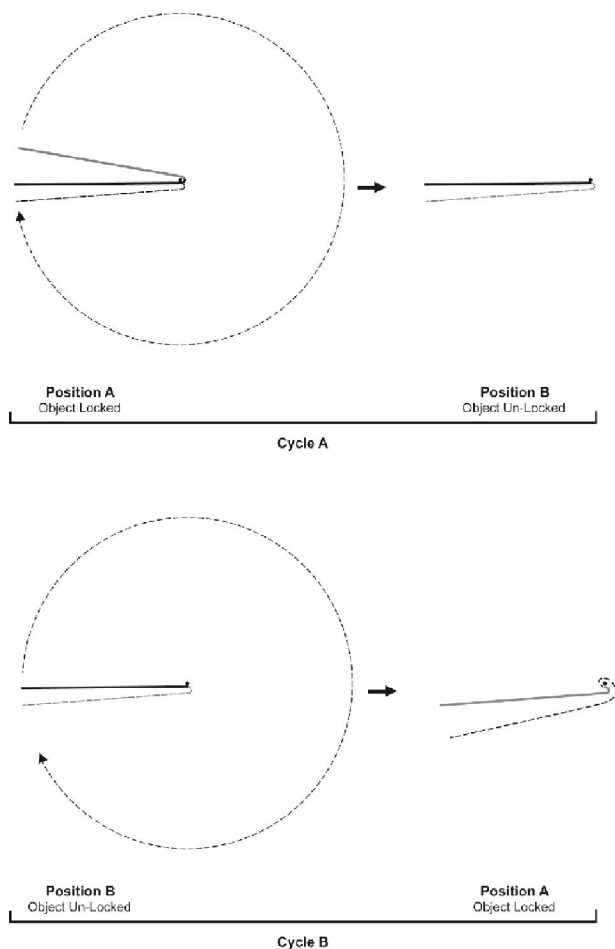 Position A
Object Locked
Position B
Object Un-Locked
Cycle A
Position B
Object Un-Locked
Position A
Object Locked
Cycle B